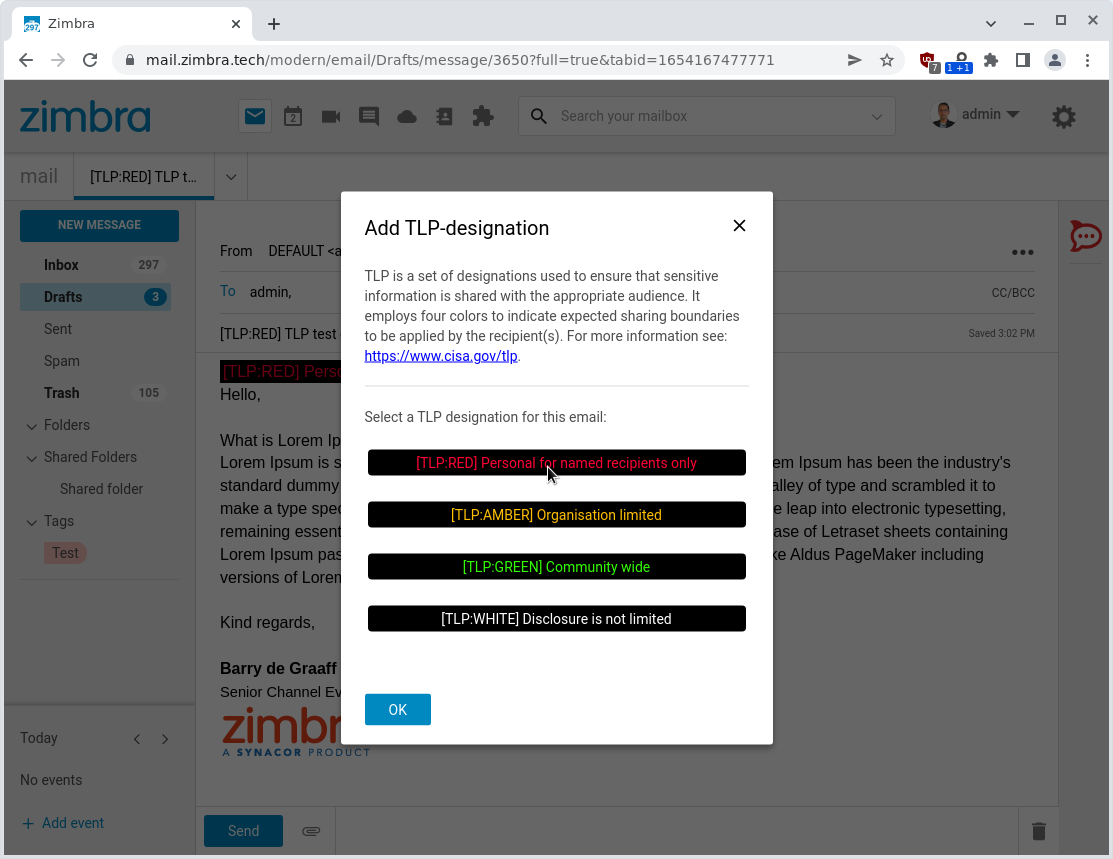 Zimbra
mail.zimbra.tech/modern/email/Drafts/message/3650?full=true&tabid=1654167477771
7
1 +1
zimbra
2
Search your mailbox
admin
mail
[TLP:RED] TLP t...
NEW MESSAGE
Inbox 297
Drafts 3
Sent
Spam
Trash 105
Folders
Shared Folders
Shared folder
Tags
Test
Today
No events
+ Add event
From DEFAULT <a
To admin,
CC/BCC
[TLP:RED] TLP test
Saved 3:02 PM
[TLP:RED] Perso
Hello,
What is Lorem Ip
Lorem Ipsum is s em Ipsum has been the industry's
standard dummy alley of type and scrambled it to
make a type spec e leap into electronic typesetting,
remaining essent ase of Letraset sheets containing
Lorem Ipsum pas ke Aldus PageMaker including
versions of Lorem
Kind regards,
Barry de Graaff
Senior Channel Ev
zimbr
A SYNACOR PRODUCT
Send
Add TLP-designation
TLP is a set of designations used to ensure that sensitive
information is shared with the appropriate audience. It
employs four colors to indicate expected sharing boundaries
to be applied by the recipient(s). For more information see:
https://www.cisa.gov/tlp.
Select a TLP designation for this email:
[TLP:RED] Personal for named recipients only
[TLP:AMBER] Organisation limited
[TLP:GREEN] Community wide
[TLP:WHITE] Disclosure is not limited
OK